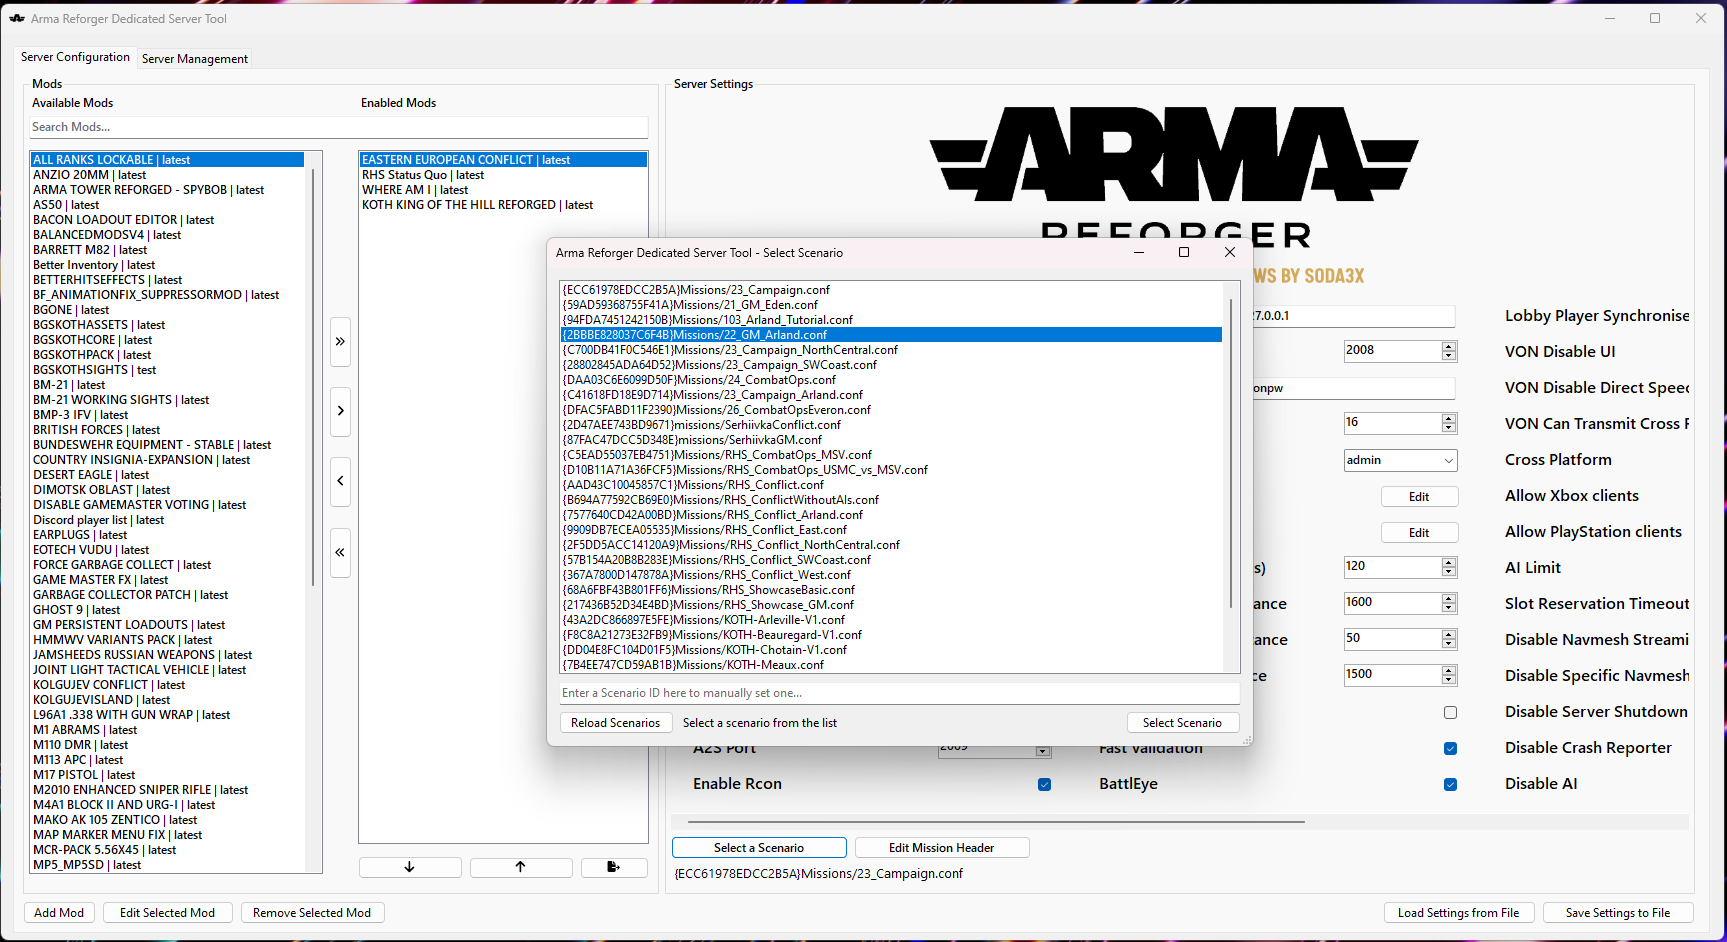 Arma Reforger Dedicated Server Tool
Server Configuration
Server Management
Mods
Available Mods
Enabled Mods
Search Mods...
ALL RANKS LOCKABLE | latest
ANZIO 20MM | latest
ARMA TOWER REFORGED - SPYBOB | latest
AS50 | latest
BACON LOADOUT EDITOR | latest
BALANCEDMODSV4 | latest
BARRETT M82 | latest
Better Inventory | latest
BETTERHITSEFFECTS | latest
BF_ANIMATIONFIX_SUPPRESSORMOD | latest
BGONE | latest
BGSKOTHASSETS | latest
BGSKOTHCORE | latest
BGSKOTHPACK | latest
BGSKOTHSIGHTS | test
BM-21 | latest
BM-21 WORKING SIGHTS | latest
BMP-3 IFV | latest
BRITISH FORCES | latest
BUNDESWEHR EQUIPMENT - STABLE | latest
COUNTRY INSIGNIA-EXPANSION | latest
DESERT EAGLE | latest
DIMOTSK OBLAST | latest
DISABLE GAMEMASTER VOTING | latest
Discord player list | latest
EARPLUGS | latest
EOTECH VUDU | latest
FORCE GARBAGE COLLECT | latest
GAME MASTER FX | latest
GARBAGE COLLECTOR PATCH | latest
GHOST 9 | latest
GM PERSISTENT LOADOUTS | latest
HMMWV VARIANTS PACK | latest
JAMSHEEDS RUSSIAN WEAPONS | latest
JOINT LIGHT TACTICAL VEHICLE | latest
KOLGUJEV CONFLICT | latest
KOLGUJEVISLAND | latest
L96A1 .338 WITH GUN WRAP | latest
M1 ABRAMS | latest
M110 DMR | latest
M113 APC | latest
M17 PISTOL | latest
M2010 ENHANCED SNIPER RIFLE | latest
M4A1 BLOCK II AND URG-I | latest
MAKO AK 105 ZENTICO | latest
MAP MARKER MENU FIX | latest
MCR-PACK 5.56X45 | latest
MP5_MP5SD | latest
EASTERN EUROPEAN CONFLICT | latest
RHS Status Quo | latest
WHERE AM I | latest
KOTH KING OF THE HILL REFORGED | latest
Add Mod
Edit Selected Mod
Remove Selected Mod
Server Settings
ARMA
REFORGER
WS BY SODA3X
Arma Reforger Dedicated Server Tool - Select Scenario
{ECC61978EDCC2B5A}Missions/23_Campaign.conf
{59AD59368755F41A}Missions/21_GM_Eden.conf
{94FDA7451242150B}Missions/103_Arland_Tutorial.conf
{2BBBE828037C6F4B}Missions/22_GM_Arland.conf
{C700DB41F0C546E1}Missions/23_Campaign_NorthCentral.conf
{28802845ADA64D52}Missions/23_Campaign_SWCoast.conf
{DAA03C6E6099D50F}Missions/24_CombatOps.conf
{C41618FD18E9D714}Missions/23_Campaign_Arland.conf
{DFAC5FABD11F2390}Missions/26_CombatOpsEveron.conf
{2D47AEE743BD9671}missions/SerhiivkaConflict.conf
{87FAC47DCC5D348E}missions/SerhiivkaGM.conf
{C5EAD55037EB4751}Missions/RHS_CombatOps_MSV.conf
{D10B11A71A36FCF5}Missions/RHS_CombatOps_USMC_vs_MSV.conf
{AAD43C10045857C1}Missions/RHS_Conflict.conf
{B694A77592CB69E0}Missions/RHS_ConflictWithoutAIs.conf
{7577640CD42A00BD}Missions/RHS_Conflict_Arland.conf
{9909DB7ECEA05535}Missions/RHS_Conflict_East.conf
{2F5DD5ACC14120A9}Missions/RHS_Conflict_NorthCentral.conf
{57B154A20B8B283E}Missions/RHS_Conflict_SWCoast.conf
{367A7800D147878A}Missions/RHS_Conflict_West.conf
{68A6FBF43B801FF6}Missions/RHS_ShowcaseBasic.conf
{217436B52D34E4BD}Missions/RHS_Showcase_GM.conf
{43A2DC866897E5FE}Missions/KOTH-Arleville-V1.conf
{F8C8A21273E32FB9}Missions/KOTH-Beauregard-V1.conf
{DD04E8FC104D01F5}Missions/KOTH-Chotain-V1.conf
{7B4EE747CD59AB1B}Missions/KOTH-Meaux.conf
Enter a Scenario ID here to manually set one...
Reload Scenarios
Select a scenario from the list
Select Scenario
27.0.0.1
Lobby Player Synchronise
2008
VON Disable UI
onpw
VON Disable Direct Speec
16
VON Can Transmit Cross F
admin
Cross Platform
Edit
Allow Xbox clients
Edit
Allow PlayStation clients
s)
120
AI Limit
ance
1600
Slot Reservation Timeout
tance
50
Disable Navmesh Streami
ce
1500
Disable Specific Navmesh
Disable Server Shutdown
A2S Port
2009
Fast Validation
Disable Crash Reporter
Enable Rcon
BattlEye
Disable AI
Select a Scenario
Edit Mission Header
{ECC61978EDCC2B5A}Missions/23_Campaign.conf
Load Settings from File
Save Settings to File